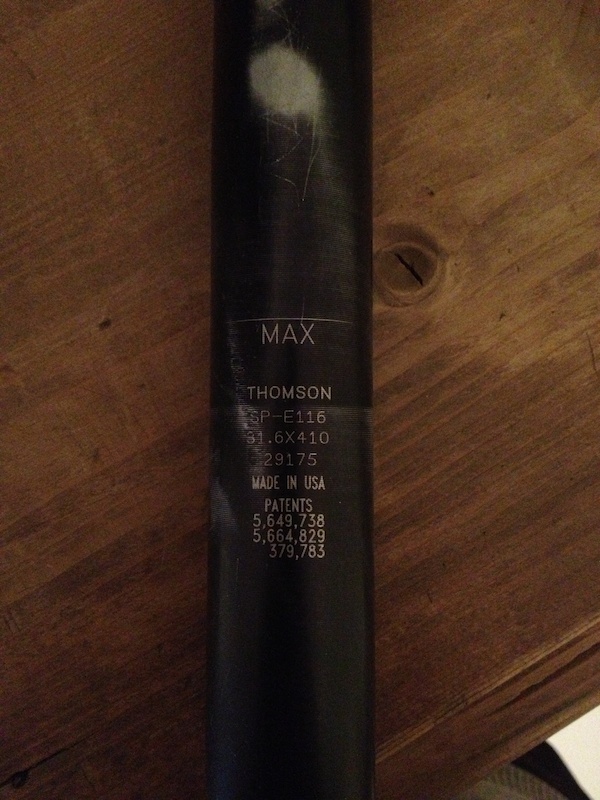 MAX
THOMSON
SP-E116
31.6X410
29175
MADE IN USA
PATENTS
5,649,738
5,664,829
379,783